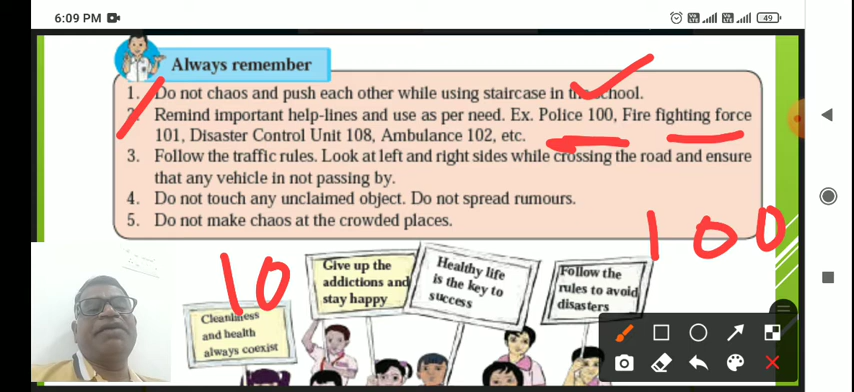 6:09 PM
49
Always remember
1. Do not chaos and push each other while using staircase in the school.
2. Remind important help-lines and use as per need. Ex. Police 100, Fire fighting force
101, Disaster Control Unit 108, Ambulance 102, etc.
3. Follow the traffic rules. Look at left and right sides while crossing the road and ensure
that any vehicle in not passing by.
4. Do not touch any unclaimed object. Do not spread rumours.
5. Do not make chaos at the crowded places.
100
10
Give up the
addictions and
stay happy
Healthy life
is the key to
success
Follow the
rules to avoid
disasters
Cleanliness
and health
always coexist